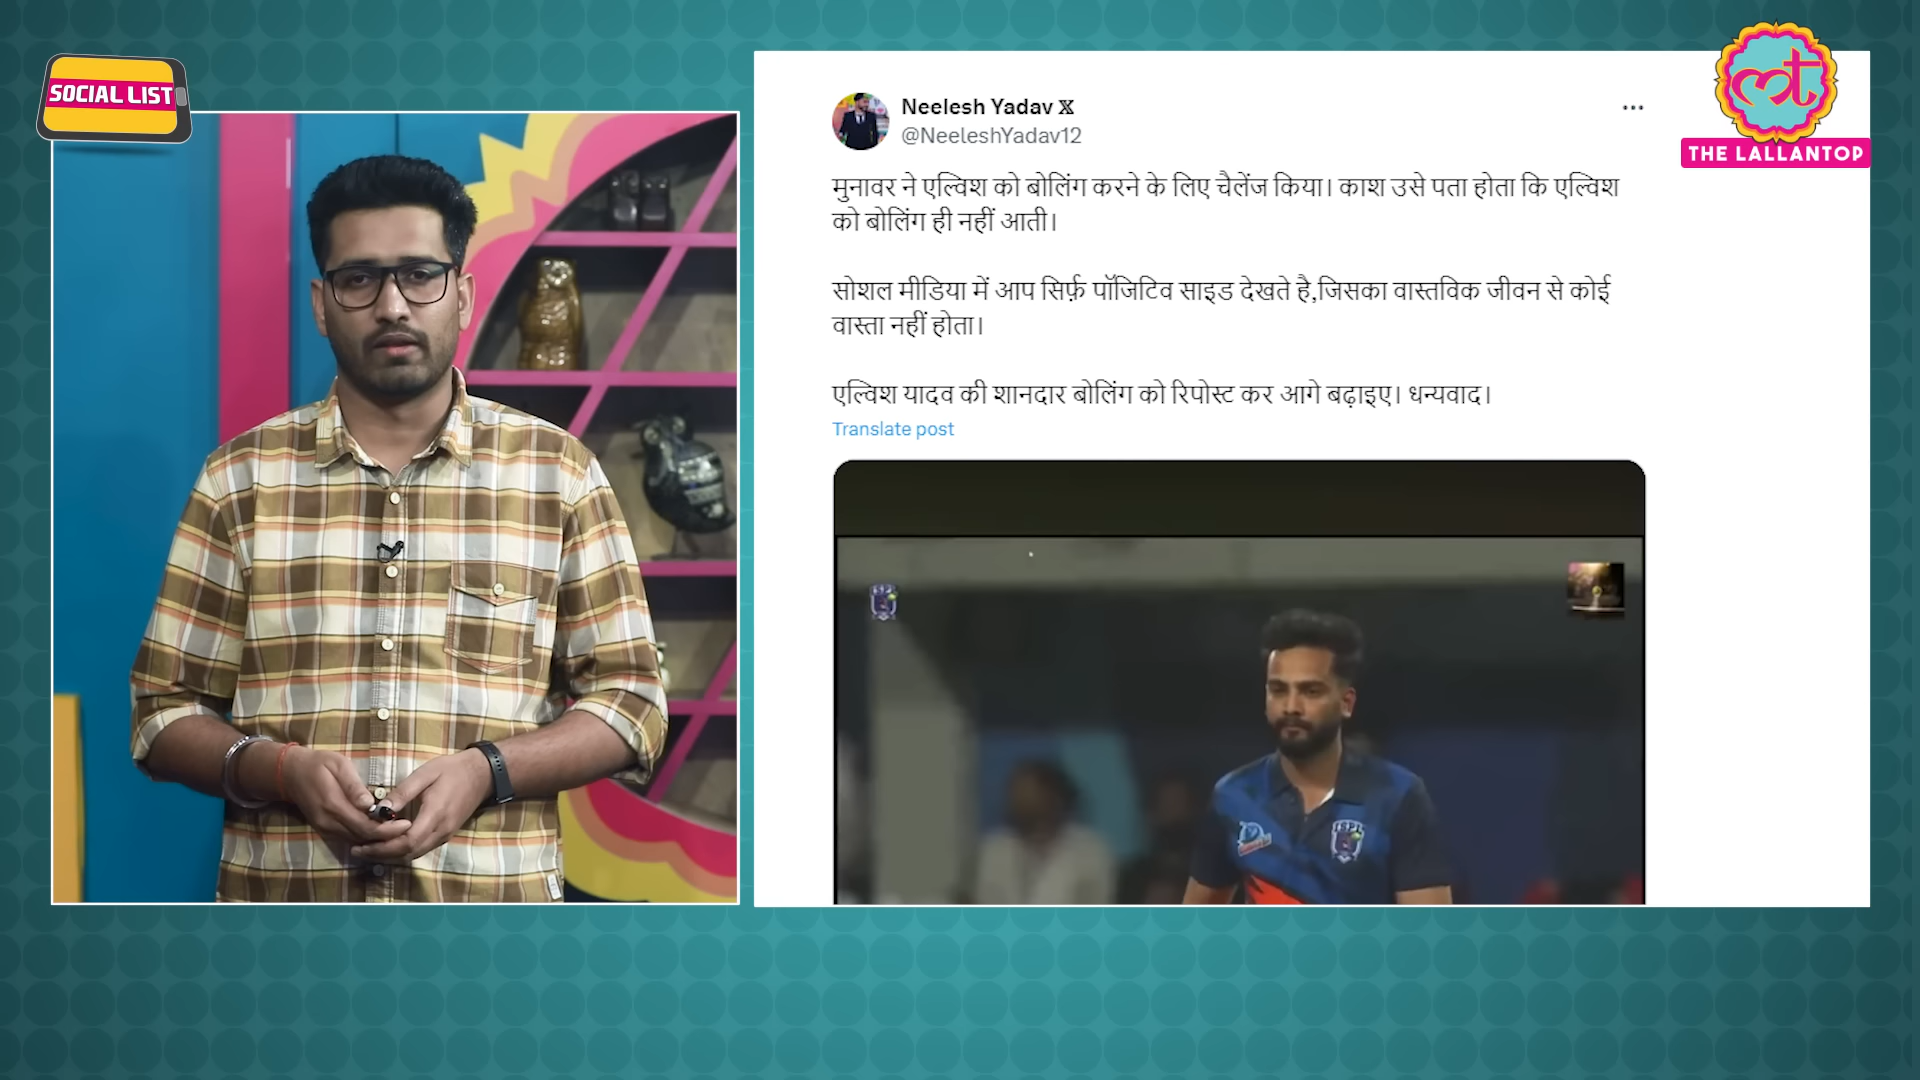 SOCIAL LIST
Neelesh Yadav X
@NeeleshYadav12
THE LALLANTOP
मुनावर ने एल्विश को बोलिंग करने के लिए चैलेंज किया। काश उसे पता होता कि एल्विश
को बोलिंग ही नहीं आती।
सोशल मीडिया में आप सिर्फ़ पॉजिटिव साइड देखते है,जिसका वास्तविक जीवन से कोई
वास्ता नहीं होता।
एल्विश यादव की शानदार बोलिंग को रिपोस्ट कर आगे बढ़ाइए। धन्यवाद।
Translate post
ISPL